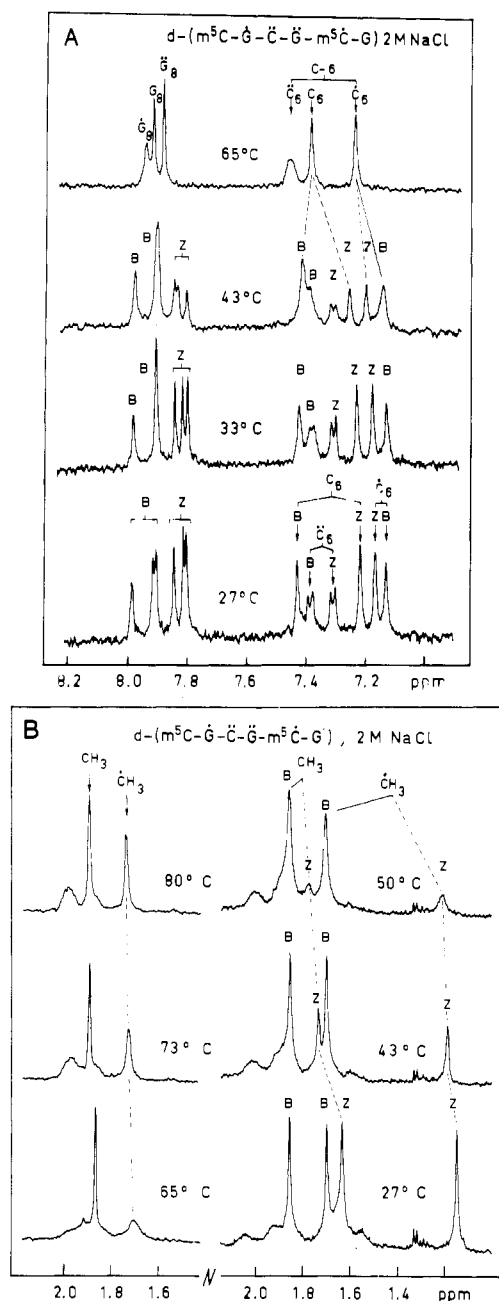 A
d-(m⁵C-Ġ-C̈-G̈-m⁵Ċ-G) 2M NaCl
Ġ₈ G₈ G̈₈
C-6
C̈₆ C₆ Ċ₆
65°C
B B Z B B Z Z Z B
43°C
B B Z B B Z Z Z B
33°C
C₆ Ċ₆
B Z B Z Z B
C̈₆
B Z
27°C
8.2 8.0 7.8 7.4 7.2 ppm
B
d-(m⁵C-Ġ-C̈-G̈-m⁵Ċ-G), 2M NaCl
CH₃ ĊH₃ B CH₃ B ĊH₃
Z Z
80°C 50°C
B B
Z Z
73°C 43°C
B B Z Z
65°C 27°C
2.0 1.8 1.6 2.0 1.8 1.6 1.4 ppm